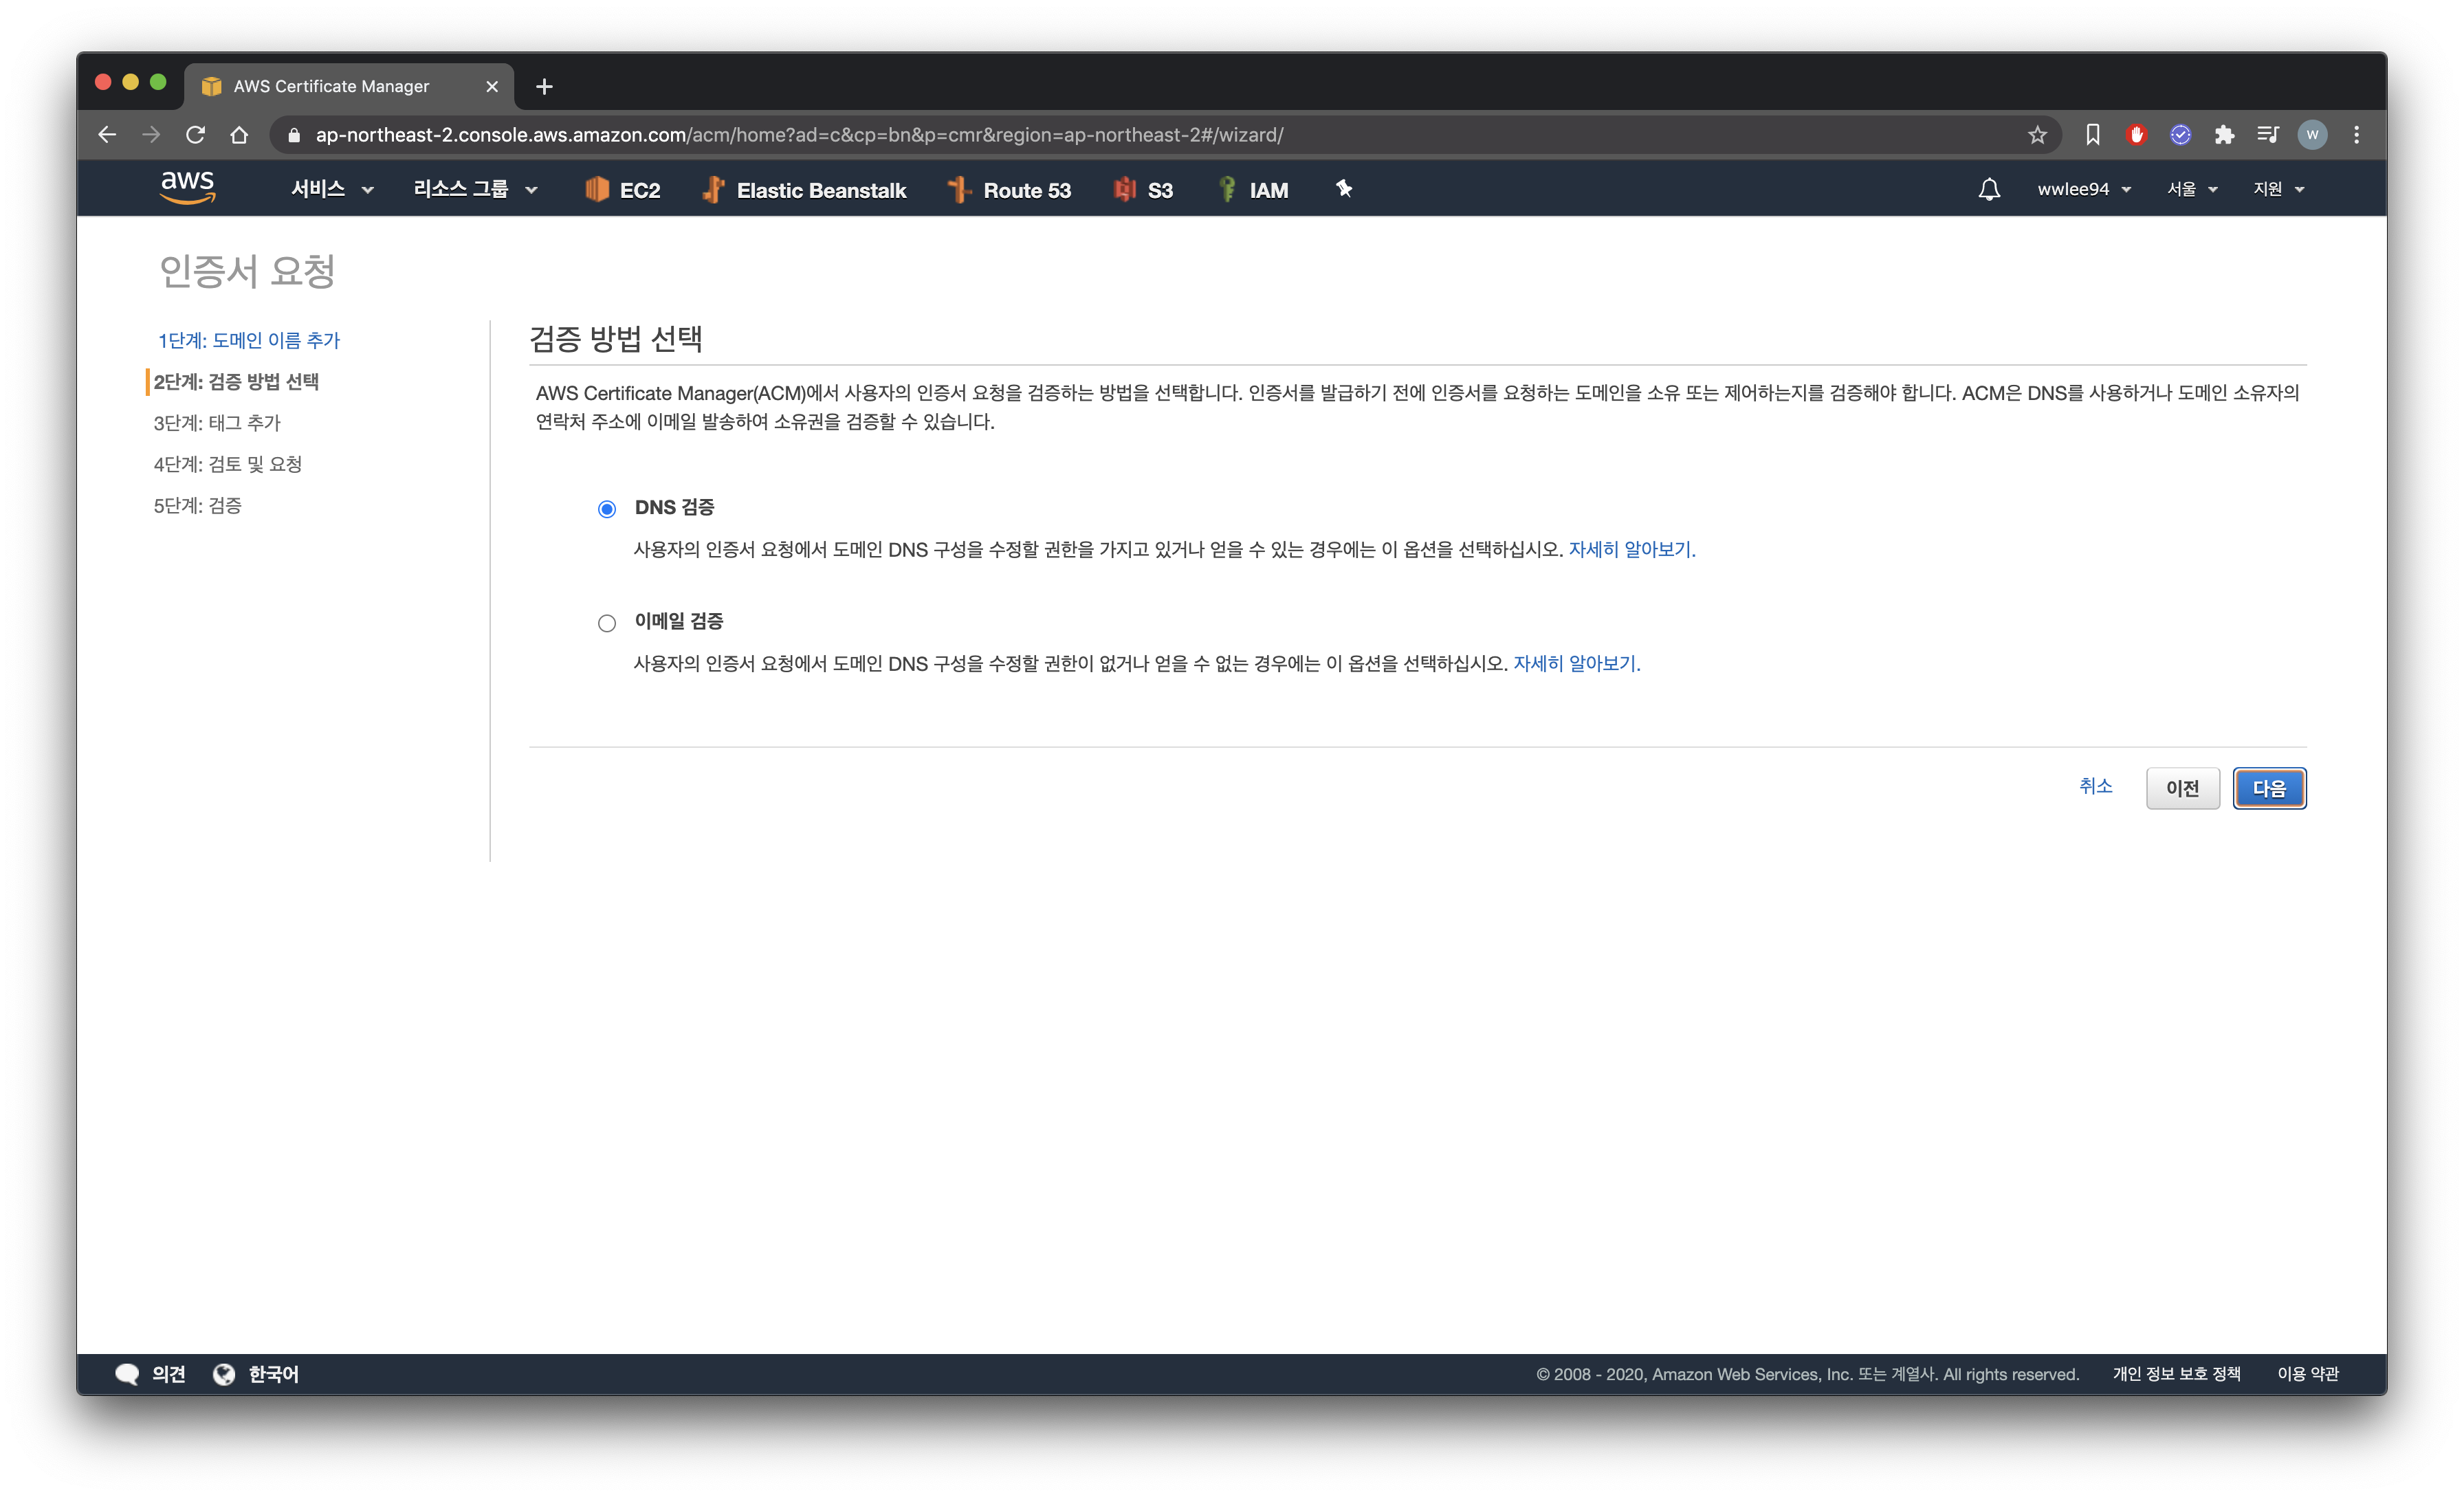 AWS Certificate Manager
ap-northeast-2.console.aws.amazon.com/acm/home?ad=c&cp=bn&p=cmr&region=ap-northeast-2#/wizard/
W
aws 서비스 리소스 그룹 EC2 Elastic Beanstalk Route 53 S3 IAM wwlee94 서울 지원
인증서 요청
1단계: 도메인 이름 추가
2단계: 검증 방법 선택
3단계: 태그 추가
4단계: 검토 및 요청
5단계: 검증
검증 방법 선택
AWS Certificate Manager(ACM)에서 사용자의 인증서 요청을 검증하는 방법을 선택합니다. 인증서를 발급하기 전에 인증서를 요청하는 도메인을 소유 또는 제어하는지를 검증해야 합니다. ACM은 DNS를 사용하거나 도메인 소유자의
연락처 주소에 이메일 발송하여 소유권을 검증할 수 있습니다.
DNS 검증
사용자의 인증서 요청에서 도메인 DNS 구성을 수정할 권한을 가지고 있거나 얻을 수 있는 경우에는 이 옵션을 선택하십시오. 자세히 알아보기.
이메일 검증
사용자의 인증서 요청에서 도메인 DNS 구성을 수정할 권한이 없거나 얻을 수 없는 경우에는 이 옵션을 선택하십시오. 자세히 알아보기.
취소 이전 다음
의견 한국어 © 2008 - 2020, Amazon Web Services, Inc. 또는 계열사. All rights reserved. 개인 정보 보호 정책 이용 약관